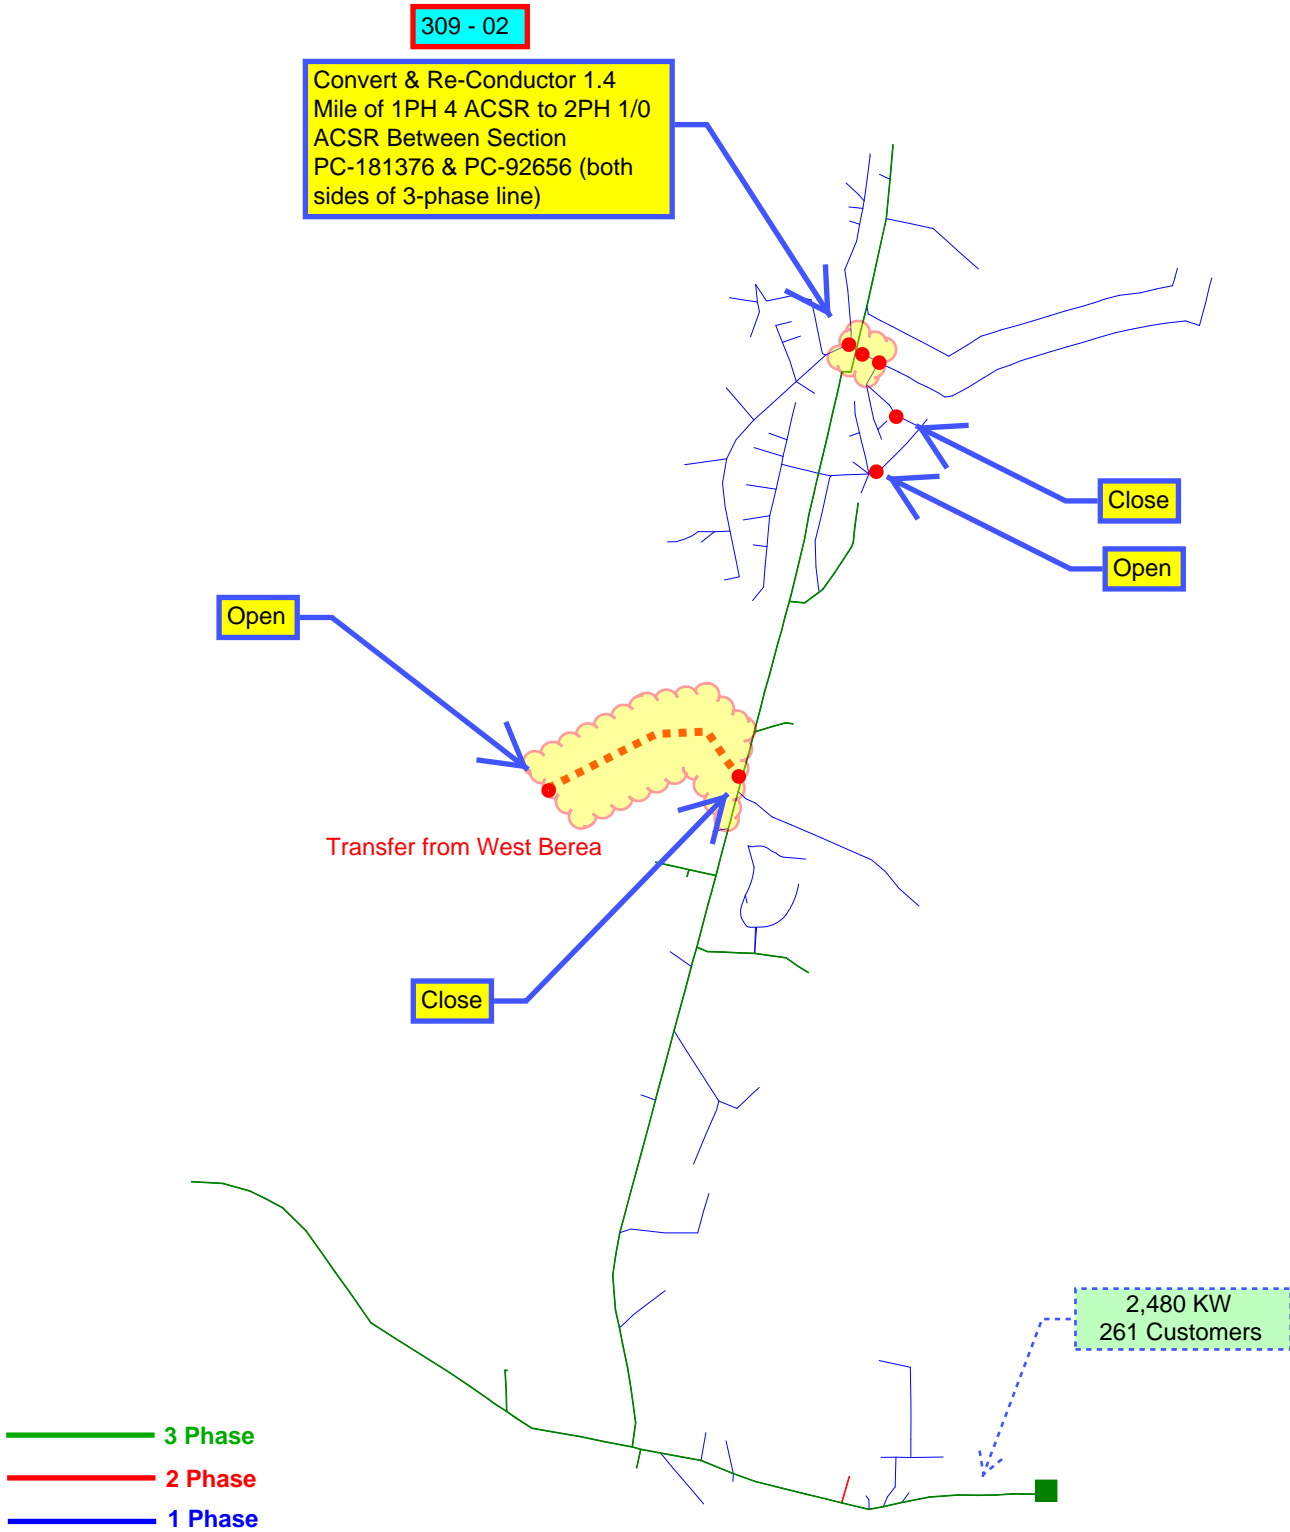 309 - 02
Convert & Re-Conductor 1.4
Mile of 1PH 4 ACSR to 2PH 1/0
ACSR Between Section
PC-181376 & PC-92656 (both
sides of 3-phase line)
Close
Open
Open
Transfer from West Berea
Close
2,480 KW
261 Customers
3 Phase
2 Phase
1 Phase